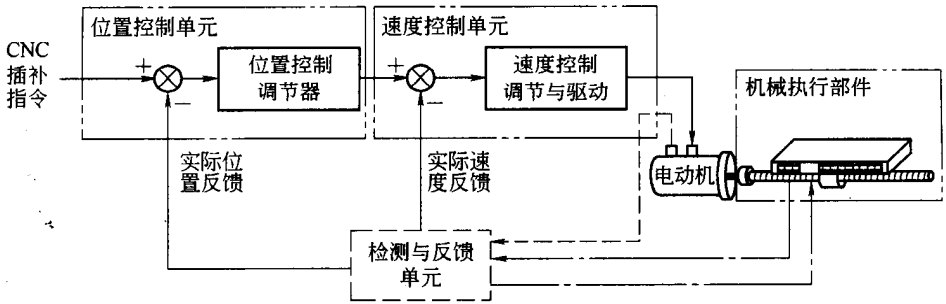 位置控制单元
速度控制单元
CNC
插补
指令
+
−
位置控制
调节器
+
−
速度控制
调节与驱动
机械执行部件
实际位
置反馈
实际速
度反馈
电动机
检测与反馈
单元